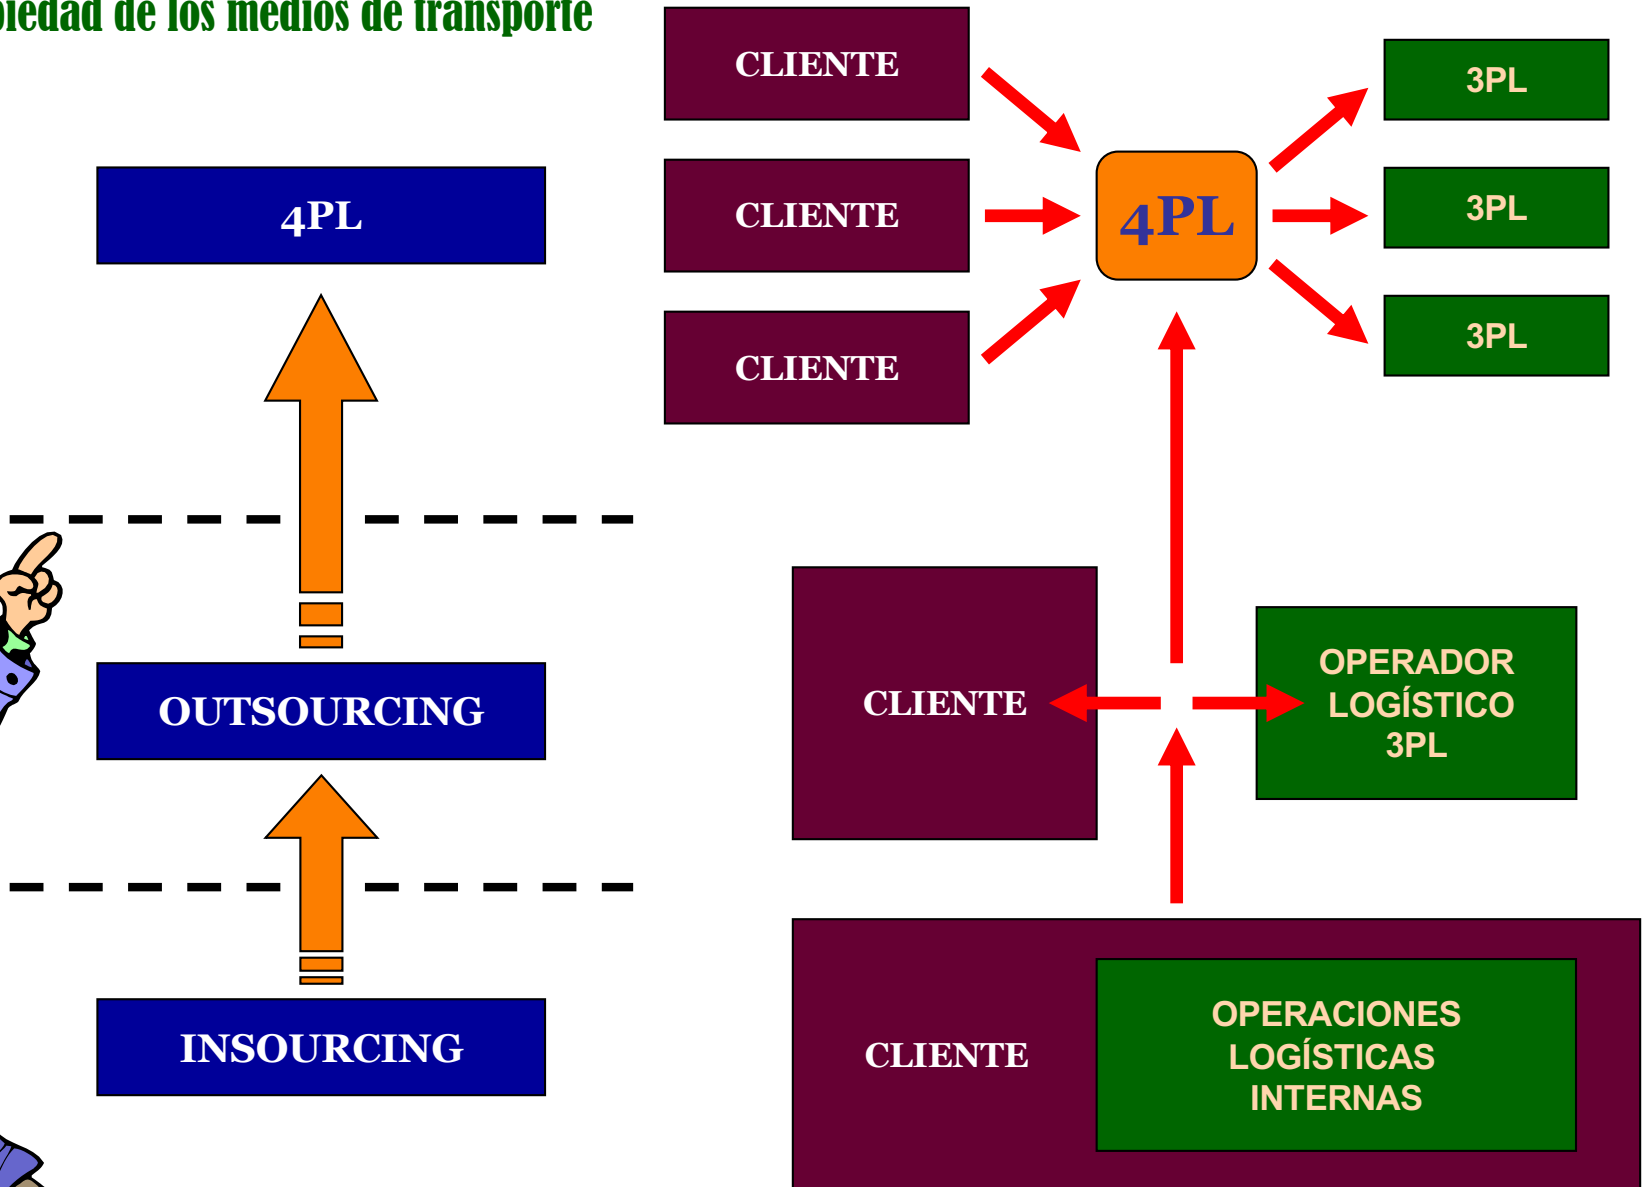 de los medios de transporte
CLIENTE
3PL
4PL
CLIENTE
4PL
3PL
CLIENTE
3PL
OUTSOURCING
CLIENTE
OPERADOR
LOGÍSTICO
3PL
INSOURCING
CLIENTE
OPERACIONES
LOGÍSTICAS
INTERNAS